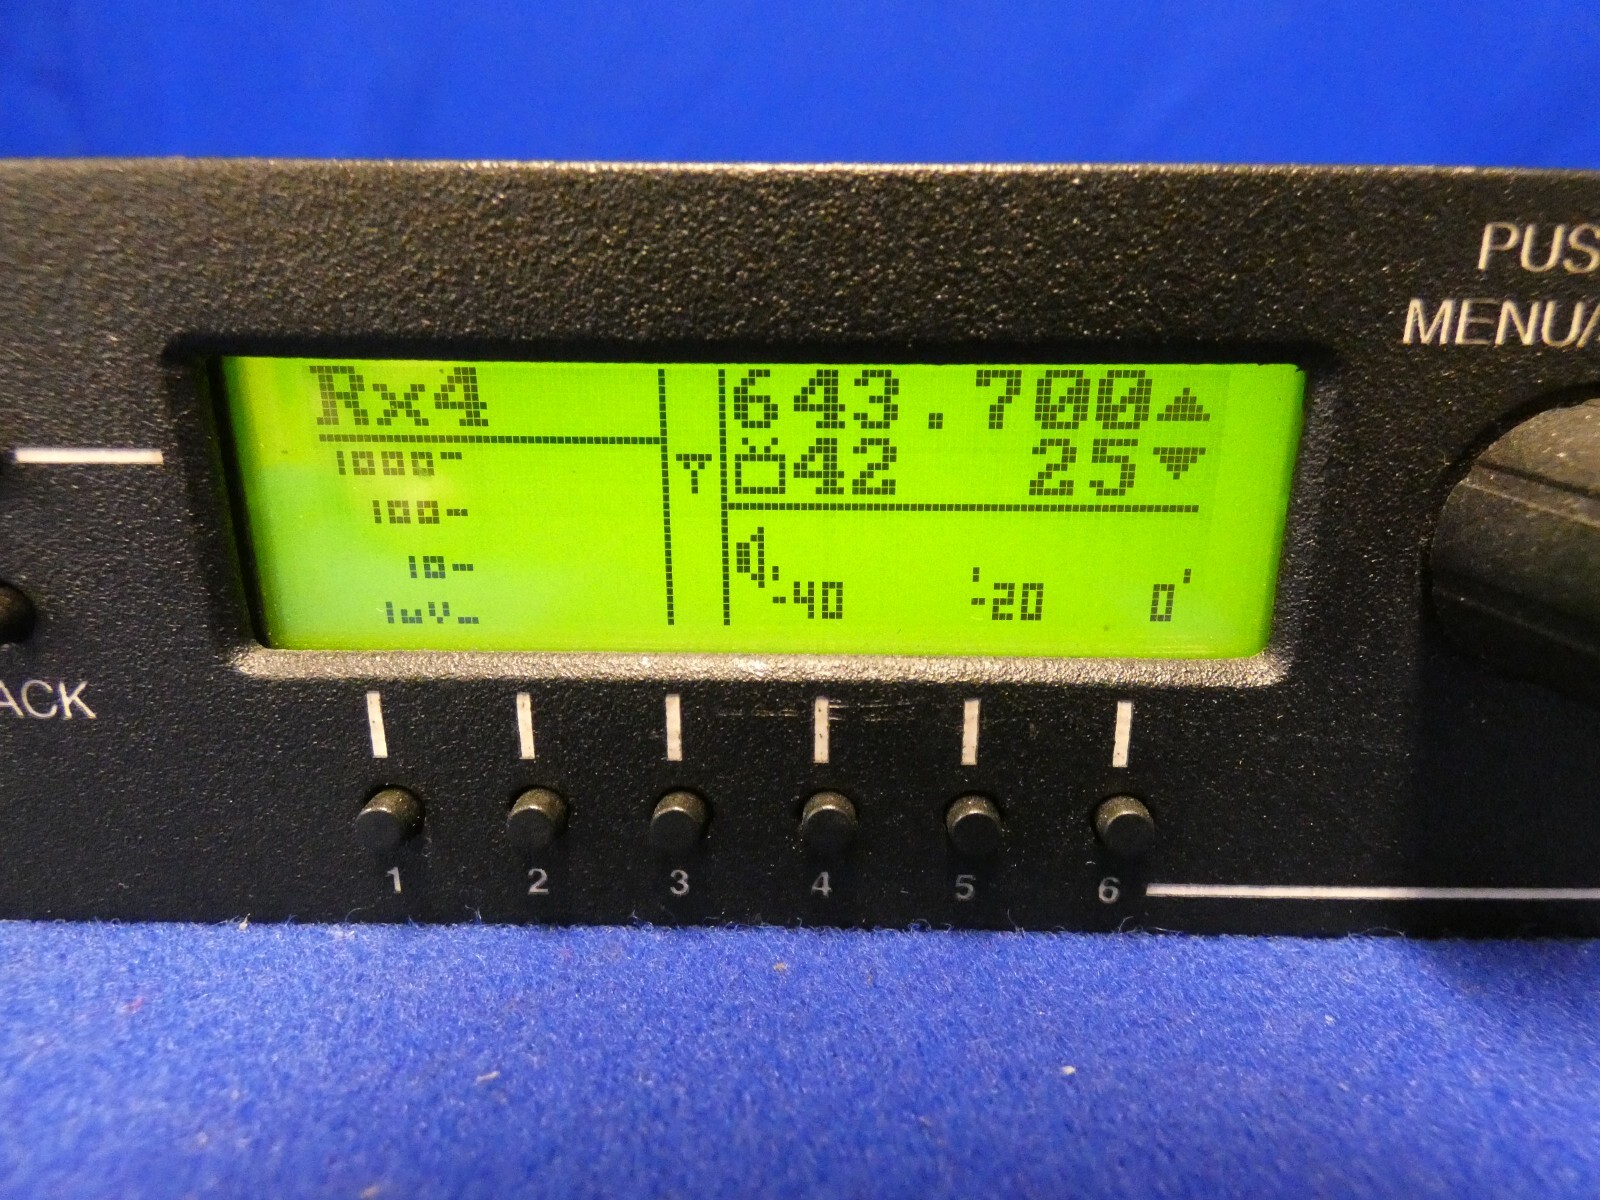 PUS
MENU/
Rx4
643.700
1000
42 25
100-
10-
1uV
-40 -20 0
ACK
1 2 3 4 5 6